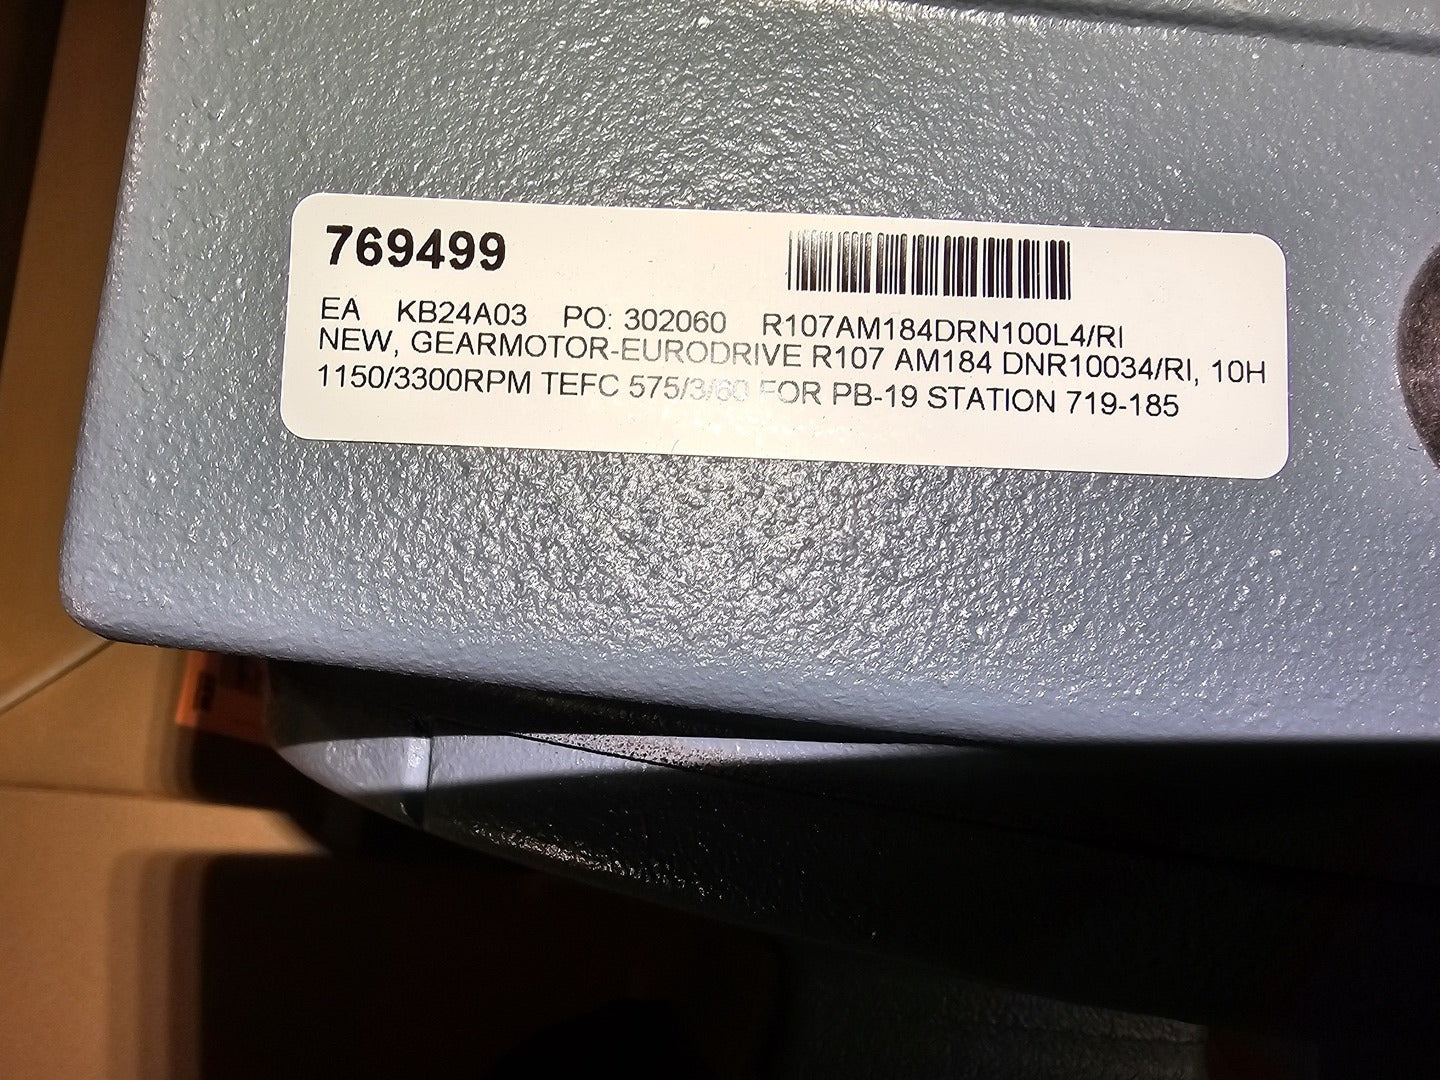 769499
EA KB24A03 PO: 302060 R107AM184DRN100L4/RI
NEW, GEARMOTOR-EURODRIVE R107 AM184 DNR10034/RI, 10H
1150/3300RPM TEFC 575/3/60 FOR PB-19 STATION 719-185